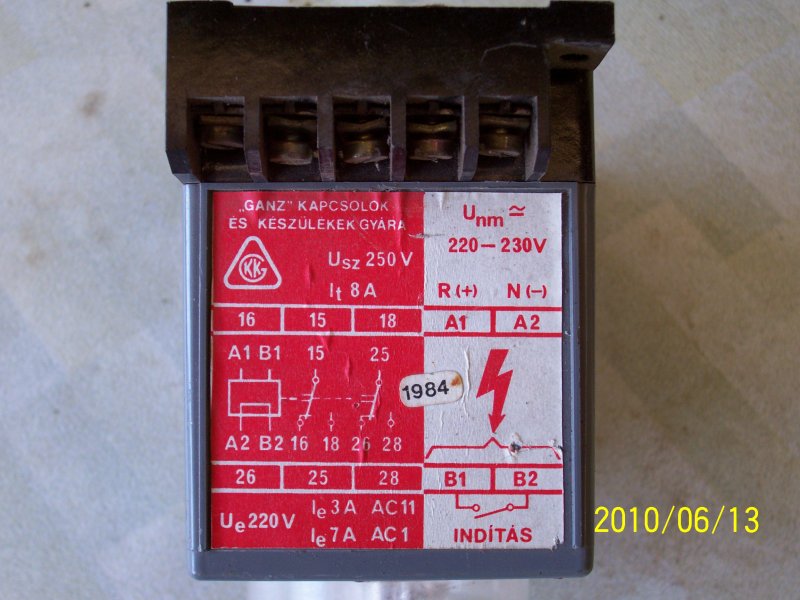 „GANZ" KAPCSOLÓK
ÉS KÉSZÜLÉKEK GYÁRA
GKK
Usz 250 V
It 8 A
Unm ≃
220 – 230V
R (+) N (–)
16 15 18 A1 A2
A1 B1 15 25
1984
A2 B2 16 18 26 28
26 25 28 B1 B2
Ue 220 V
Ie 3 A AC 11
Ie 7 A AC 1
INDÍTÁS
2010/06/13